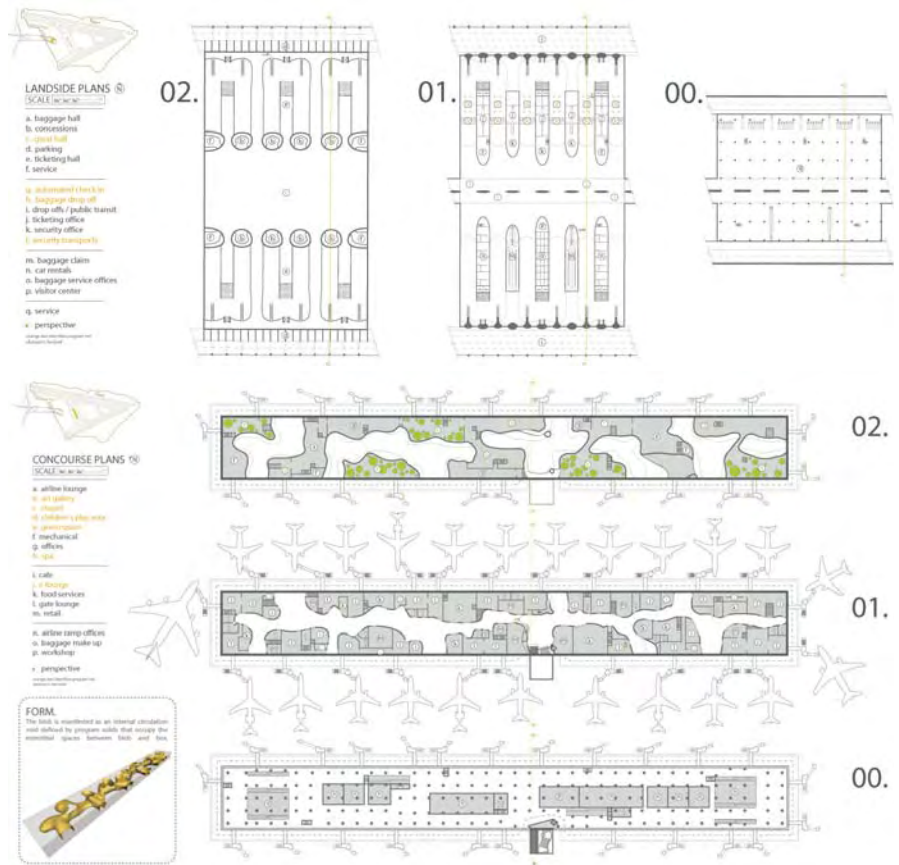 LANDSIDE PLANS
SCALE
a. baggage hall
b. concessions
c. great hall
d. parking
e. ticketing hall
f. service
g. automated check in
h. baggage drop off
i. drop offs / public transit
j. ticketing office
k. security office
l. security transports
m. baggage claim
n. car rentals
o. baggage service offices
p. visitor center
q. service
perspective
02.
01.
00.
CONCOURSE PLANS
SCALE
a. airline lounge
b. art gallery
c. chapel
d. children's play area
e. greenroom
f. mechanical
g. offices
h. spa
i. cafe
j. e-lounge
k. food services
l. gate lounge
m. retail
n. airline ramp offices
o. baggage make up
p. workshop
perspective
02.
01.
00.
FORM.
The blob is manifested as an internal circulation
void defined by program solids that occupy the
interstitial spaces between blob and box.